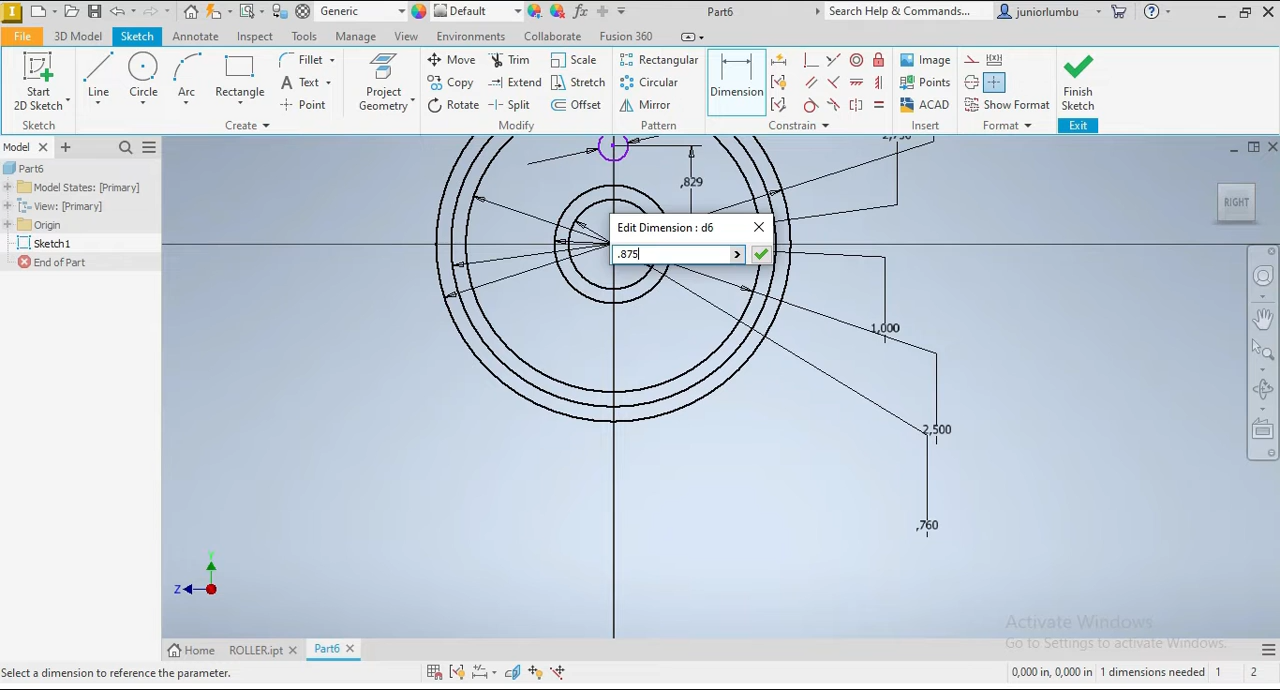 Generic
Default
Part6
Search Help & Commands...
juniorlumbu
File
3D Model
Sketch
Annotate
Inspect
Tools
Manage
View
Environments
Collaborate
Fusion 360
Start
2D Sketch
Line
Circle
Arc
Rectangle
Fillet
Text
Point
Project
Geometry
Move
Copy
Rotate
Trim
Extend
Split
Scale
Stretch
Offset
Rectangular
Circular
Mirror
Dimension
Image
Points
ACAD
Show Format
Finish
Sketch
Sketch
Create
Modify
Pattern
Constrain
Insert
Format
Exit
Model
Part6
Model States: [Primary]
View: [Primary]
Origin
Sketch1
End of Part
,829
Edit Dimension : d6
.875
RIGHT
1,000
2,500
,760
Y
Z
Activate Windows
Go to Settings to activate Windows.
Home
ROLLER.ipt
Part6
Select a dimension to reference the parameter.
0,000 in, 0,000 in
1 dimensions needed
1
2